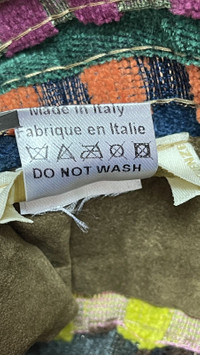 Made in Italy
Fabrique en Italie
DO NOT WASH